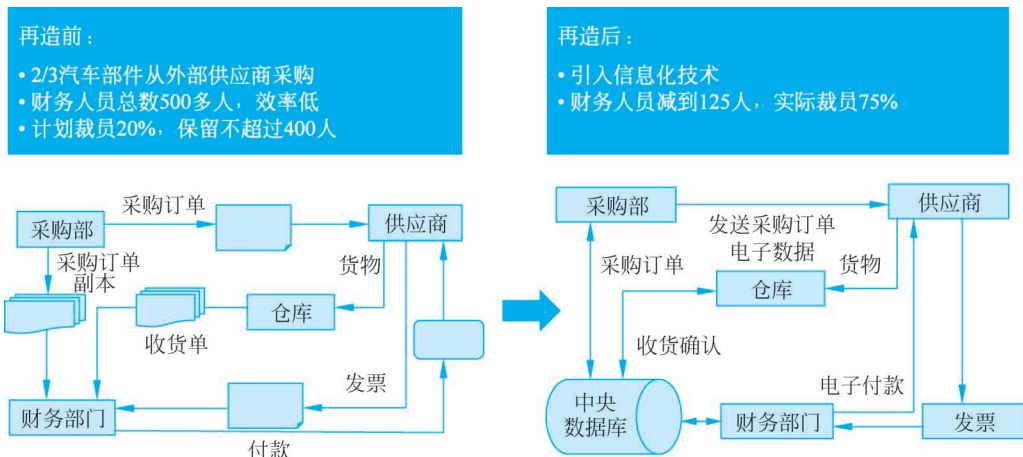 再造前：
• 2/3汽车部件从外部供应商采购
• 财务人员总数500多人，效率低
• 计划裁员20%，保留不超过400人
再造后：
• 引入信息化技术
• 财务人员减到125人，实际裁员75%
采购部
采购订单
供应商
采购订单
副本
货物
仓库
收货单
发票
财务部门
付款
采购部
供应商
发送采购订单
电子数据
采购订单
货物
仓库
收货确认
电子付款
中央
数据库
财务部门
发票